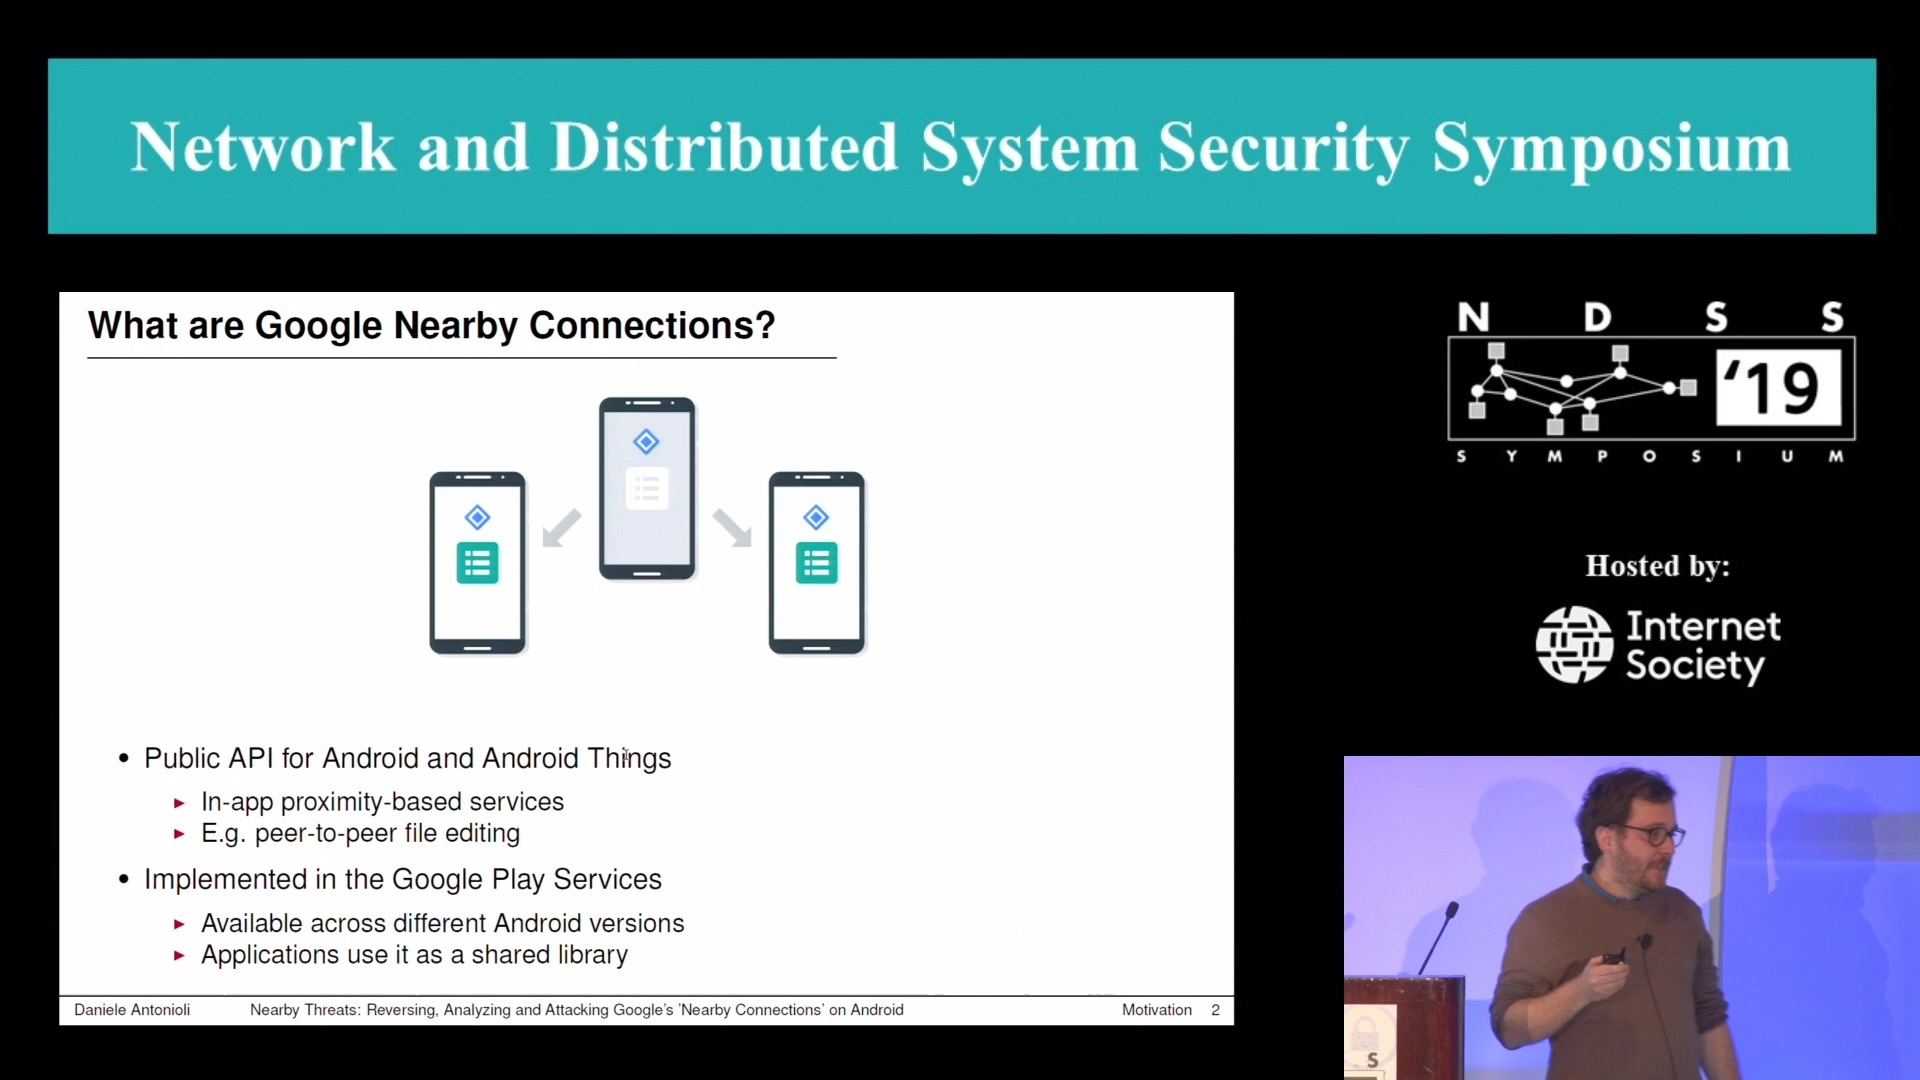 Network and Distributed System Security Symposium
What are Google Nearby Connections?
• Public API for Android and Android Things
▸ In-app proximity-based services
▸ E.g. peer-to-peer file editing
• Implemented in the Google Play Services
▸ Available across different Android versions
▸ Applications use it as a shared library
Daniele Antonioli Nearby Threats: Reversing, Analyzing and Attacking Google's 'Nearby Connections' on Android Motivation 2
N D S S
'19
S Y M P O S I U M
Hosted by:
Internet
Society
S